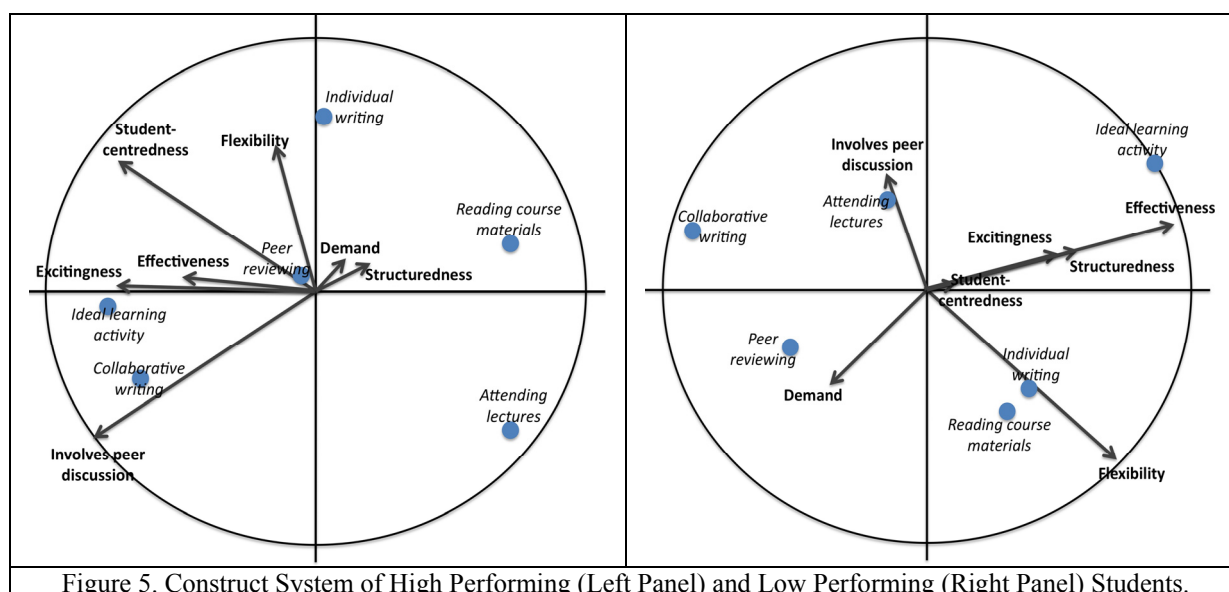 Individual
writing
Student-
centredness
Flexibility
Reading course
materials
Peer
reviewing
Demand
Structuredness
Effectiveness
Excitingness
Ideal learning
activity
Collaborative
writing
Attending
lectures
Involves peer
discussion
Ideal learning
activity
Involves peer
discussion
Attending
lectures
Collaborative
writing
Effectiveness
Excitingness
Structuredness
Student-
centredness
Peer
reviewing
Individual
writing
Demand
Reading course
materials
Flexibility
Figure 5. Construct System of High Performing (Left Panel) and Low Performing (Right Panel) Students.